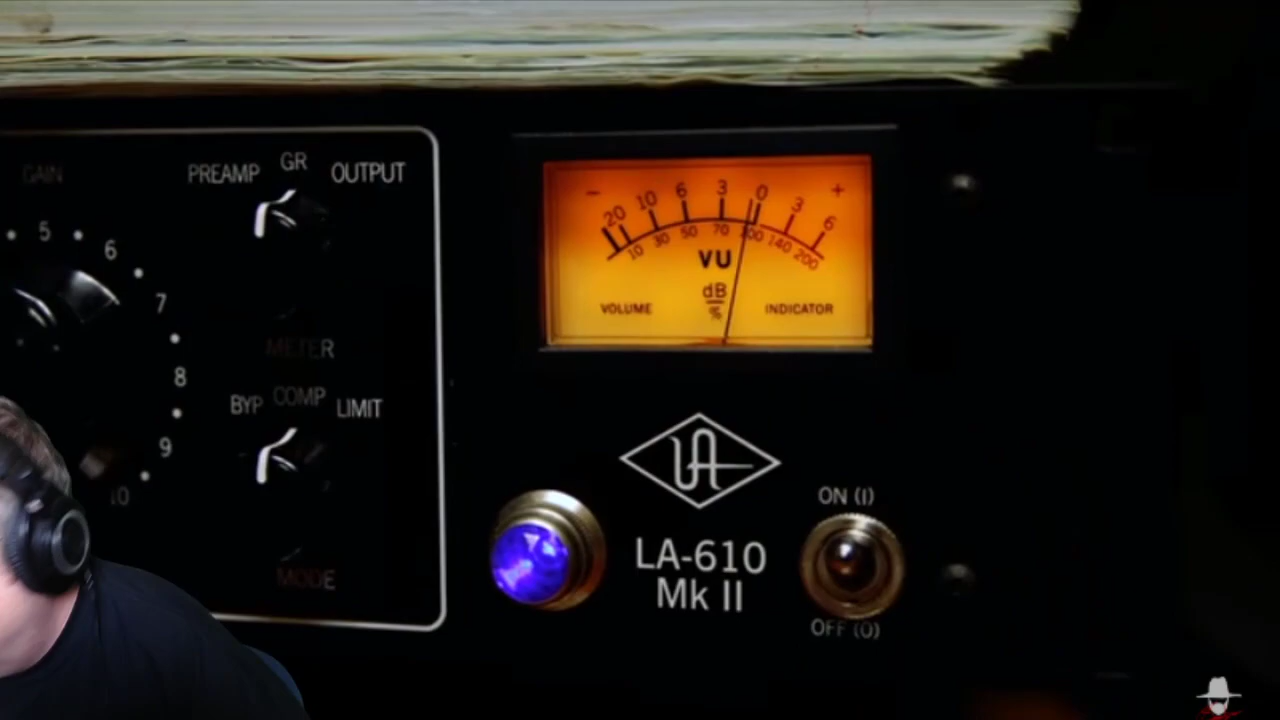 GAIN
5
6
7
8
9
10
PREAMP GR OUTPUT
METER
BYP COMP LIMIT
MODE
− +
20 10 6 3 0 3 6
10 30 50 70 100 140 200
VU
dB
%
VOLUME INDICATOR
UA
LA-610
Mk II
ON (I)
OFF (O)